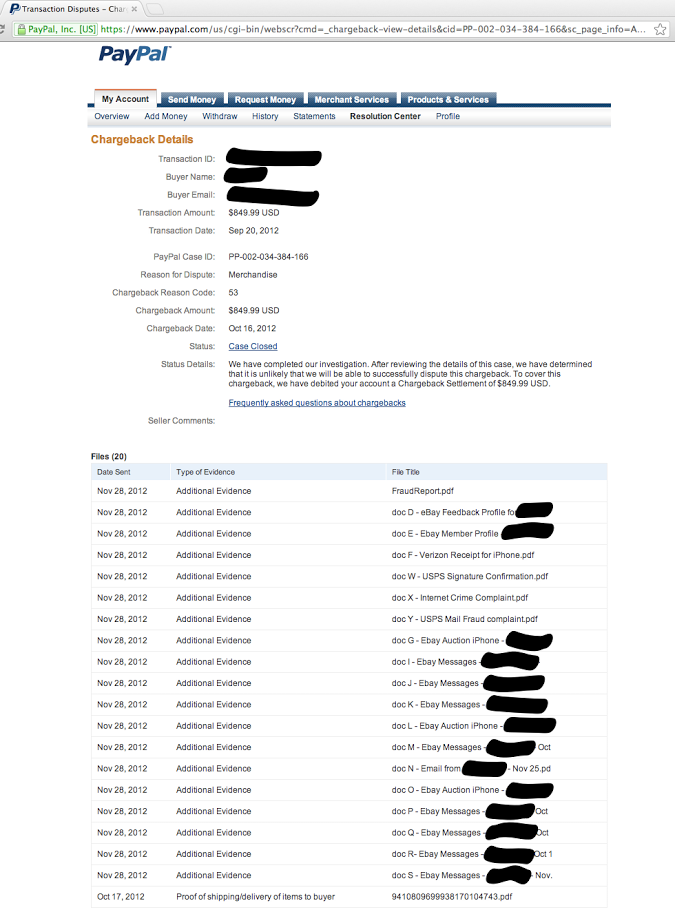 Transaction Disputes – Char
PayPal, Inc. [US] https://www.paypal.com/us/cgi-bin/webscr?cmd=_chargeback-view-details&cid=PP-002-034-384-166&sc_page_info=A...
PayPal
My Account Send Money Request Money Merchant Services Products & Services
Overview Add Money Withdraw History Statements Resolution Center Profile
Chargeback Details
Transaction ID:
Buyer Name:
Buyer Email:
Transaction Amount: $849.99 USD
Transaction Date: Sep 20, 2012
PayPal Case ID: PP-002-034-384-166
Reason for Dispute: Merchandise
Chargeback Reason Code: 53
Chargeback Amount: $849.99 USD
Chargeback Date: Oct 16, 2012
Status: Case Closed
Status Details: We have completed our investigation. After reviewing the details of this case, we have determined
that it is unlikely that we will be able to successfully dispute this chargeback. To cover this
chargeback, we have debited your account a Chargeback Settlement of $849.99 USD.
Frequently asked questions about chargebacks
Seller Comments:
Files (20)
Date Sent Type of Evidence File Title
Nov 28, 2012 Additional Evidence FraudReport.pdf
Nov 28, 2012 Additional Evidence doc D - eBay Feedback Profile fo
Nov 28, 2012 Additional Evidence doc E - Ebay Member Profile
Nov 28, 2012 Additional Evidence doc F - Verizon Receipt for iPhone.pdf
Nov 28, 2012 Additional Evidence doc W - USPS Signature Confirmation.pdf
Nov 28, 2012 Additional Evidence doc X - Internet Crime Complaint.pdf
Nov 28, 2012 Additional Evidence doc Y - USPS Mail Fraud complaint.pdf
Nov 28, 2012 Additional Evidence doc G - Ebay Auction iPhone -
Nov 28, 2012 Additional Evidence doc I - Ebay Messages -
Nov 28, 2012 Additional Evidence doc J - Ebay Messages -
Nov 28, 2012 Additional Evidence doc K - Ebay Messages -
Nov 28, 2012 Additional Evidence doc L - Ebay Auction iPhone -
Nov 28, 2012 Additional Evidence doc M - Ebay Messages - Oct
Nov 28, 2012 Additional Evidence doc N - Email from - Nov 25.pd
Nov 28, 2012 Additional Evidence doc O - Ebay Auction iPhone -
Nov 28, 2012 Additional Evidence doc P - Ebay Messages - Oct
Nov 28, 2012 Additional Evidence doc Q - Ebay Messages - Oct
Nov 28, 2012 Additional Evidence doc R- Ebay Messages - Oct 1
Nov 28, 2012 Additional Evidence doc S - Ebay Messages - Nov.
Oct 17, 2012 Proof of shipping/delivery of items to buyer 9410809699938170104743.pdf